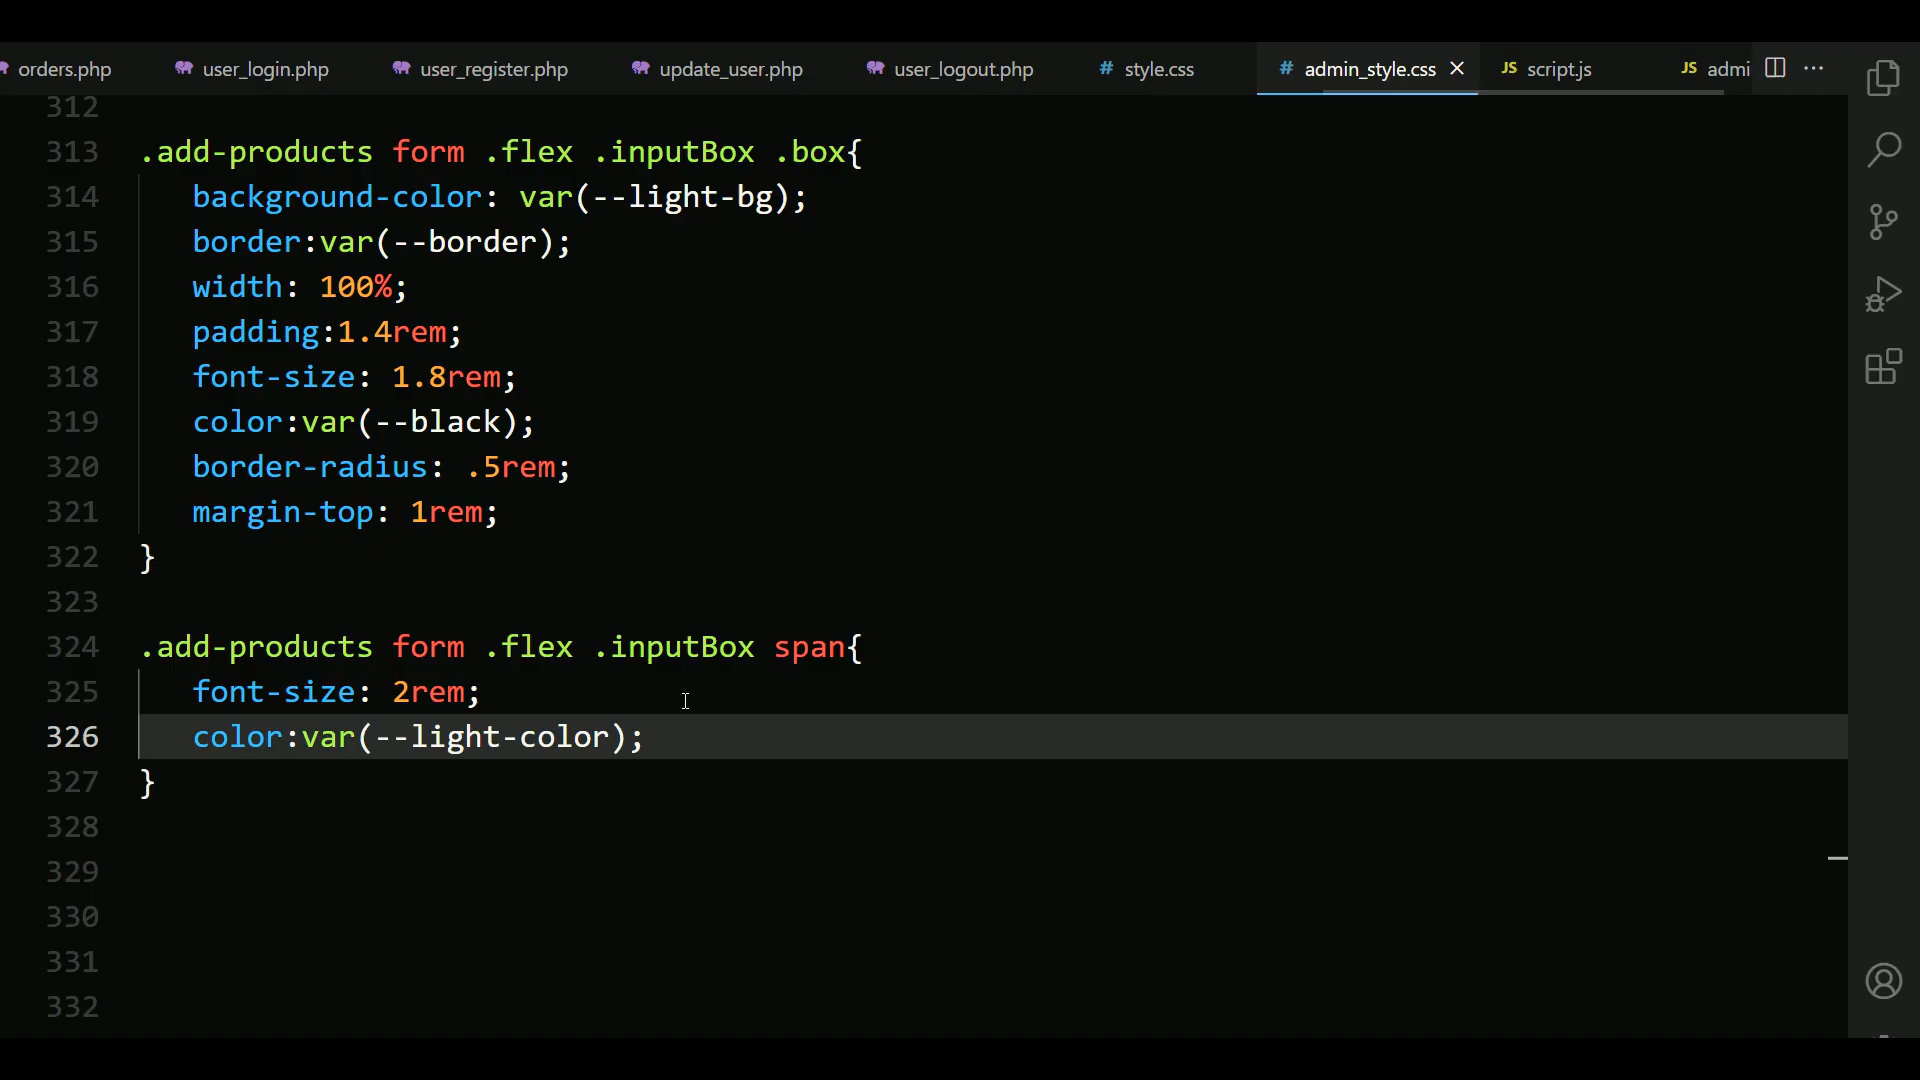 orders.php user_login.php user_register.php update_user.php user_logout.php # style.css # admin_style.css JS script.js JS admi
312
313 .add-products form .flex .inputBox .box{
314 background-color: var(--light-bg);
315 border:var(--border);
316 width: 100%;
317 padding:1.4rem;
318 font-size: 1.8rem;
319 color:var(--black);
320 border-radius: .5rem;
321 margin-top: 1rem;
322 }
323
324 .add-products form .flex .inputBox span{
325 font-size: 2rem;
326 color:var(--light-color);
327 }
328
329
330
331
332